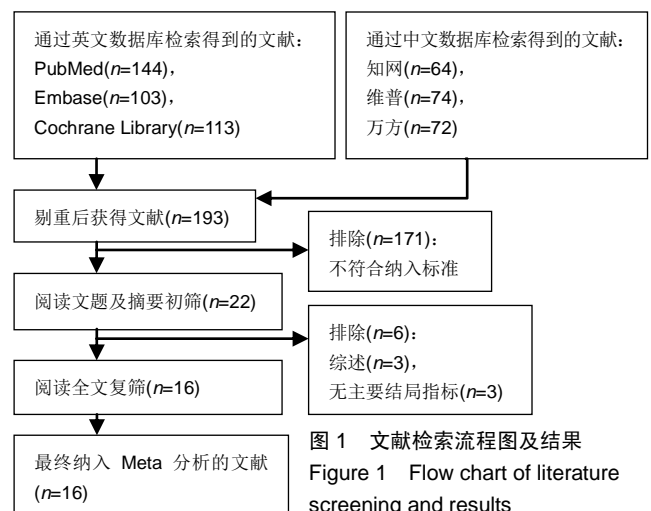 通过英文数据库检索得到的文献：
PubMed(n=144)，
Embase(n=103)，
Cochrane Library(n=113)
通过中文数据库检索得到的文献：
知网(n=64)，
维普(n=74)，
万方(n=72)
剔重后获得文献(n=193)
排除(n=171)：
不符合纳入标准
阅读文题及摘要初筛(n=22)
排除(n=6)：
综述(n=3)，
无主要结局指标(n=3)
阅读全文复筛(n=16)
最终纳入 Meta 分析的文献
(n=16)
图 1 文献检索流程图及结果
Figure 1 Flow chart of literature
screening and results